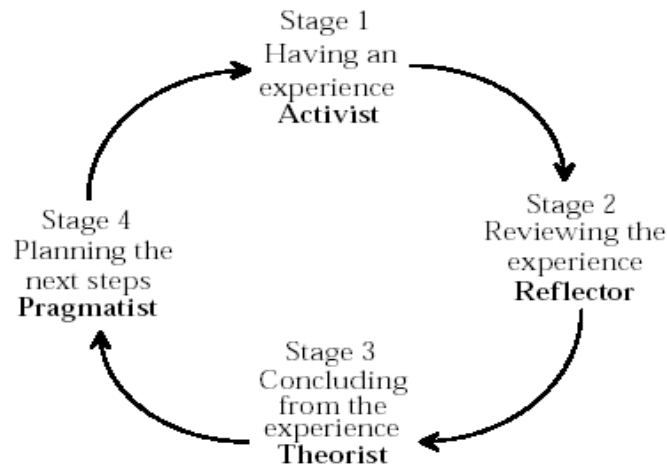 Stage 1
Having an
experience
Activist
Stage 2
Reviewing the
experience
Reflector
Stage 3
Concluding
from the
experience
Theorist
Stage 4
Planning the
next steps
Pragmatist